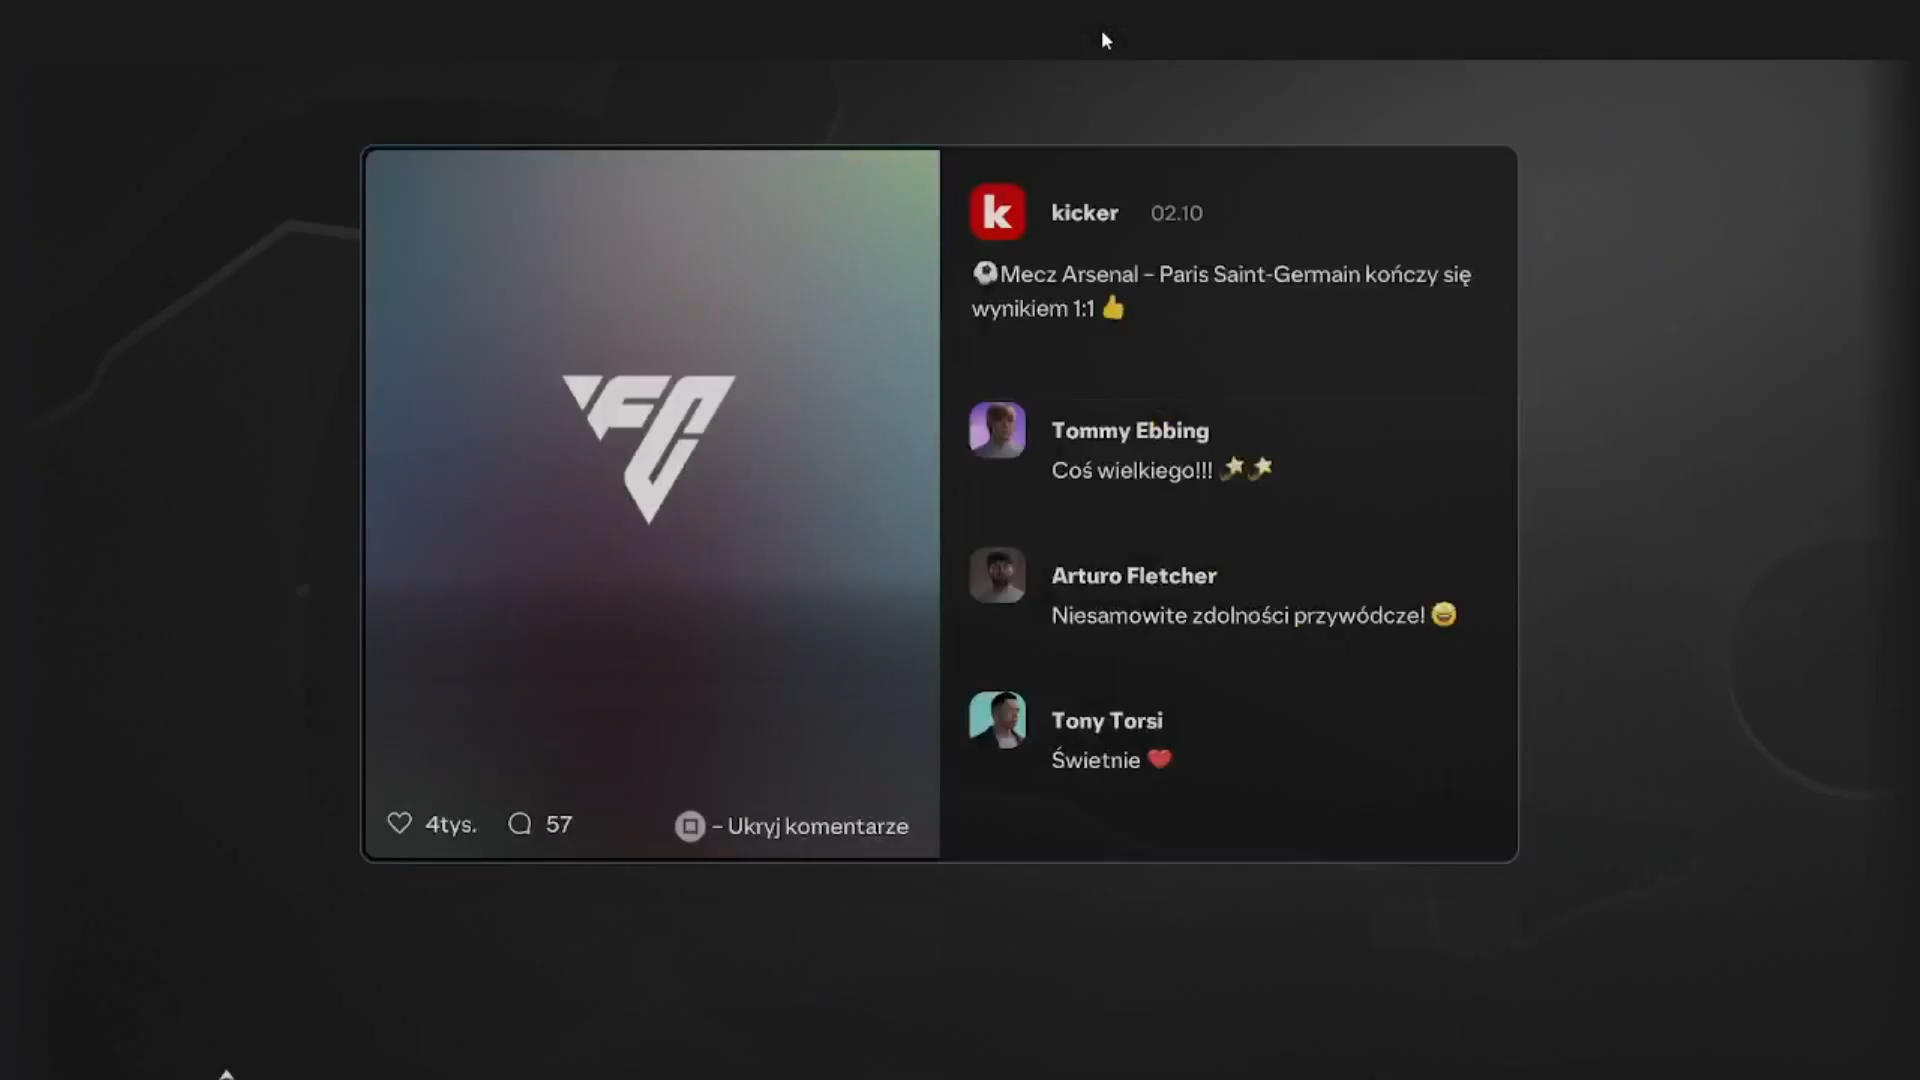 k
kicker 02.10
⚽Mecz Arsenal – Paris Saint-Germain kończy się
wynikiem 1:1 👍
Tommy Ebbing
Coś wielkiego!!! 🌠🌠
Arturo Fletcher
Niesamowite zdolności przywódcze! 😄
Tony Torsi
Świetnie ❤️
FC
4tys. 57 – Ukryj komentarze